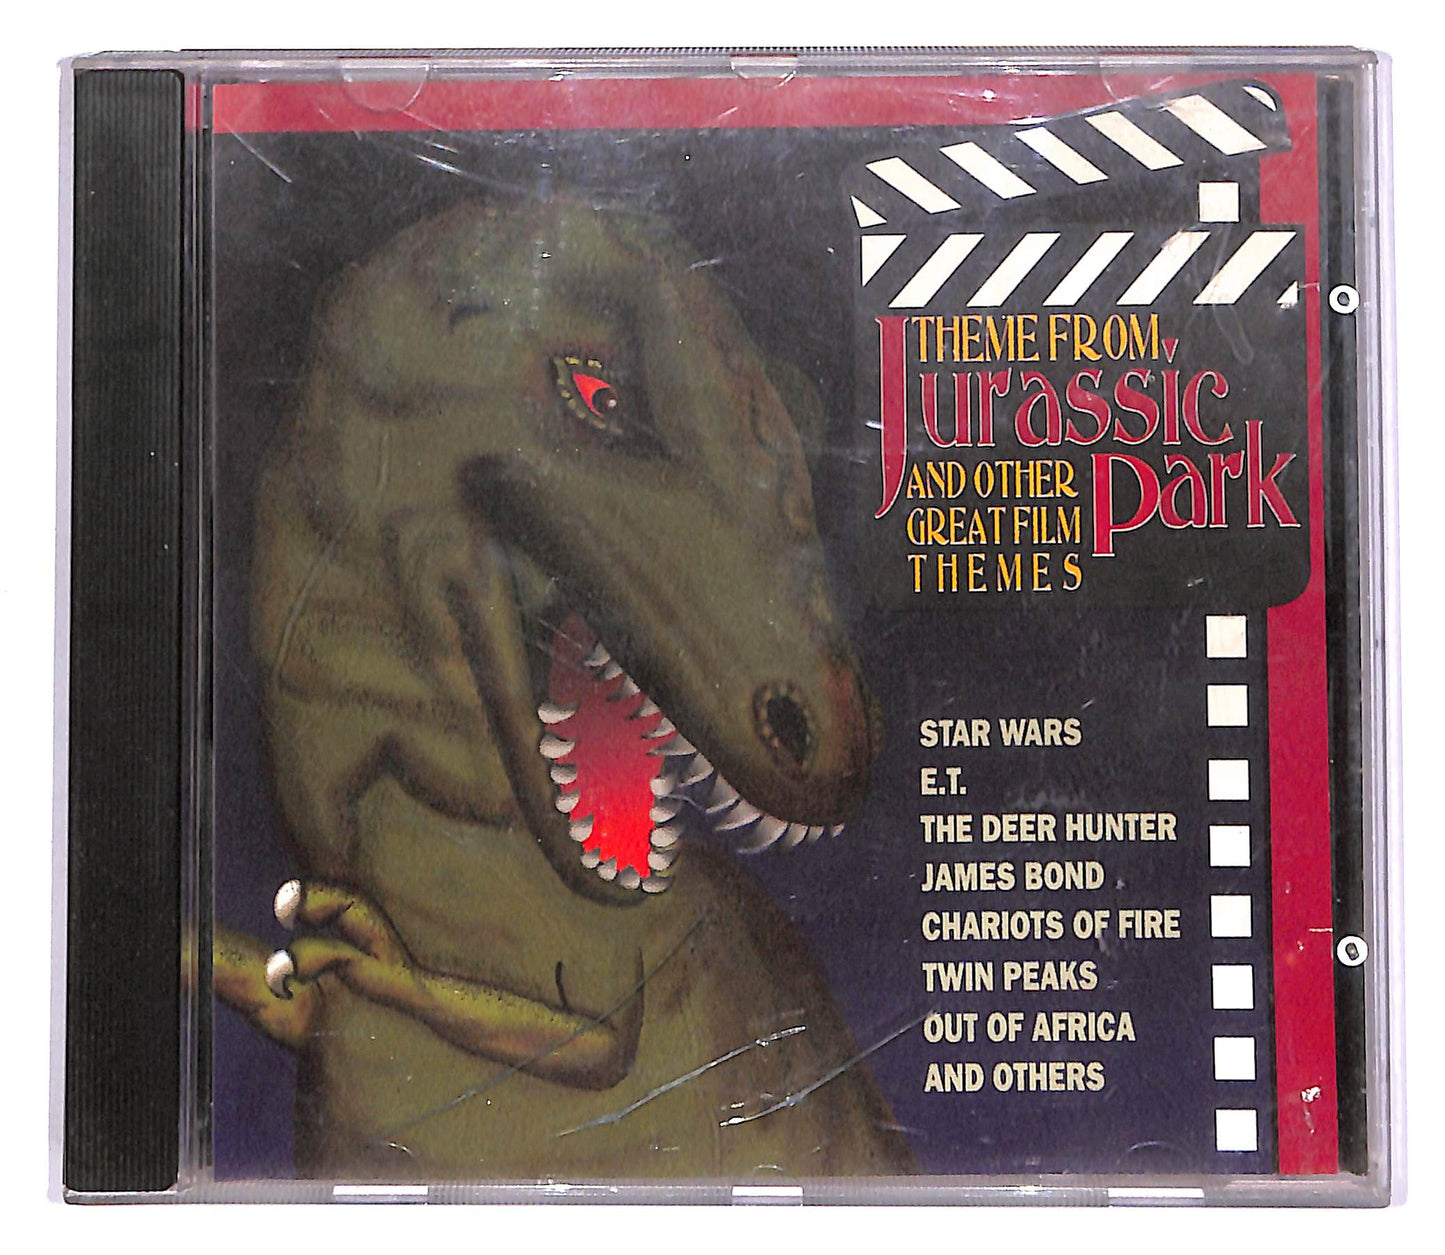 THEME FROM
Jurassic
AND OTHER
Park
GREAT FILM
THEMES
STAR WARS
E.T.
THE DEER HUNTER
JAMES BOND
CHARIOTS OF FIRE
TWIN PEAKS
OUT OF AFRICA
AND OTHERS